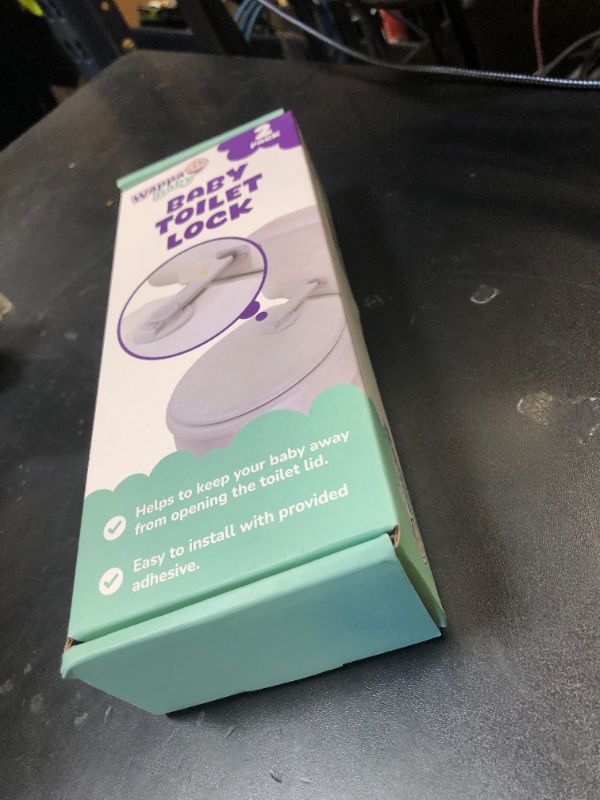 2
PACK
Wappa
Baby
BABY
TOILET
LOCK
Helps to keep your baby away
from opening the toilet lid.
Easy to install with provided
adhesive.